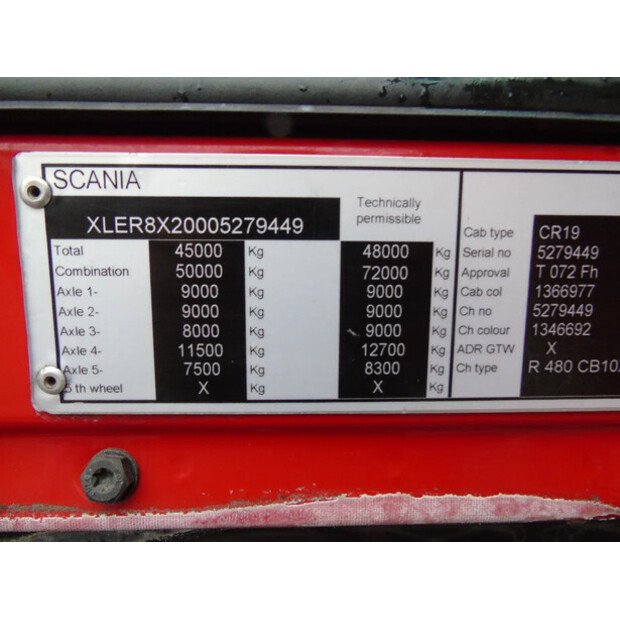 SCANIA
XLER8X20005279449
Technically
permissible
Total 45000 Kg 48000 Kg
Combination 50000 Kg 72000 Kg
Axle 1- 9000 Kg 9000 Kg
Axle 2- 9000 Kg 9000 Kg
Axle 3- 8000 Kg 9000 Kg
Axle 4- 11500 Kg 12700 Kg
Axle 5- 7500 Kg 8300 Kg
th wheel X Kg X Kg
Cab type CR19
Serial no 5279449
Approval T 072 Fh
Cab col 1366977
Ch no 5279449
Ch colour 1346692
ADR GTW X
Ch type R 480 CB10